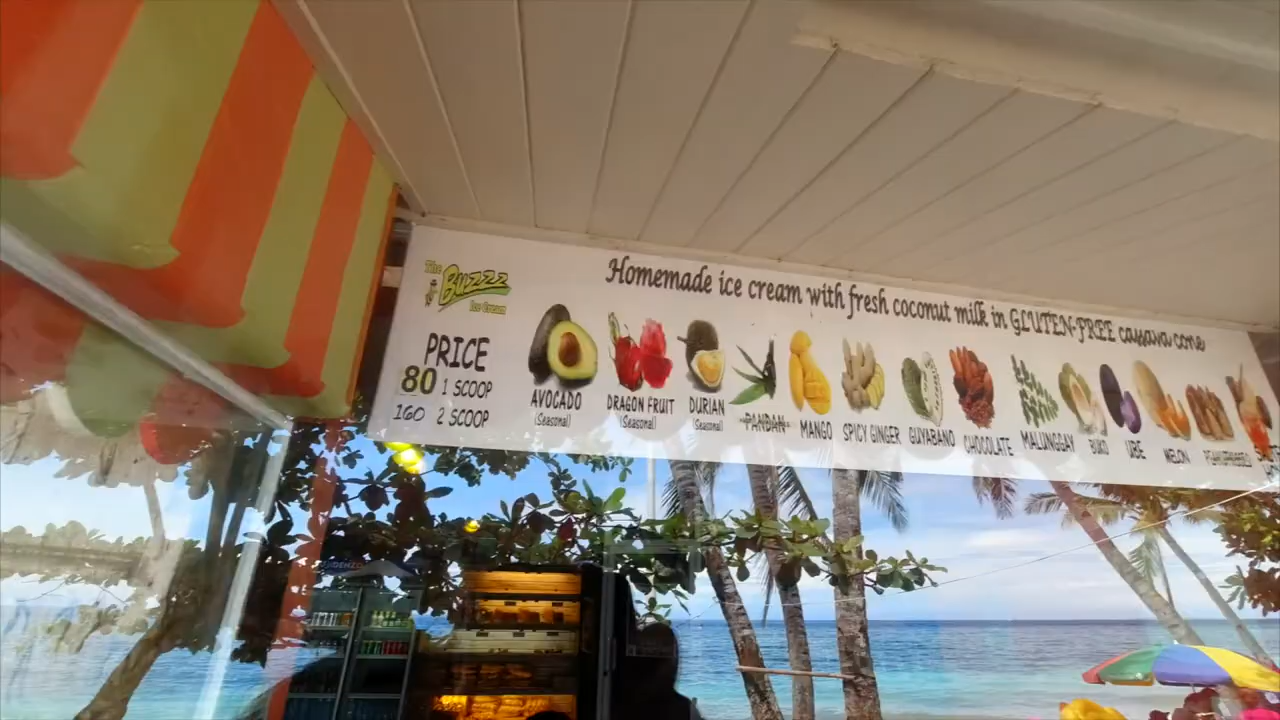 The
Buzzz
Ice Cream
Homemade ice cream with fresh coconut milk in GLUTEN-FREE cassava cone
PRICE
80 1 SCOOP
160 2 SCOOP
AVOCADO
(Seasonal)
DRAGON FRUIT
(Seasonal)
DURIAN
(Seasonal)
PANDAN
MANGO
SPICY GINGER
GUYABANO
CHOCOLATE
MALUNGGAY
BUKO
UBE
MELON